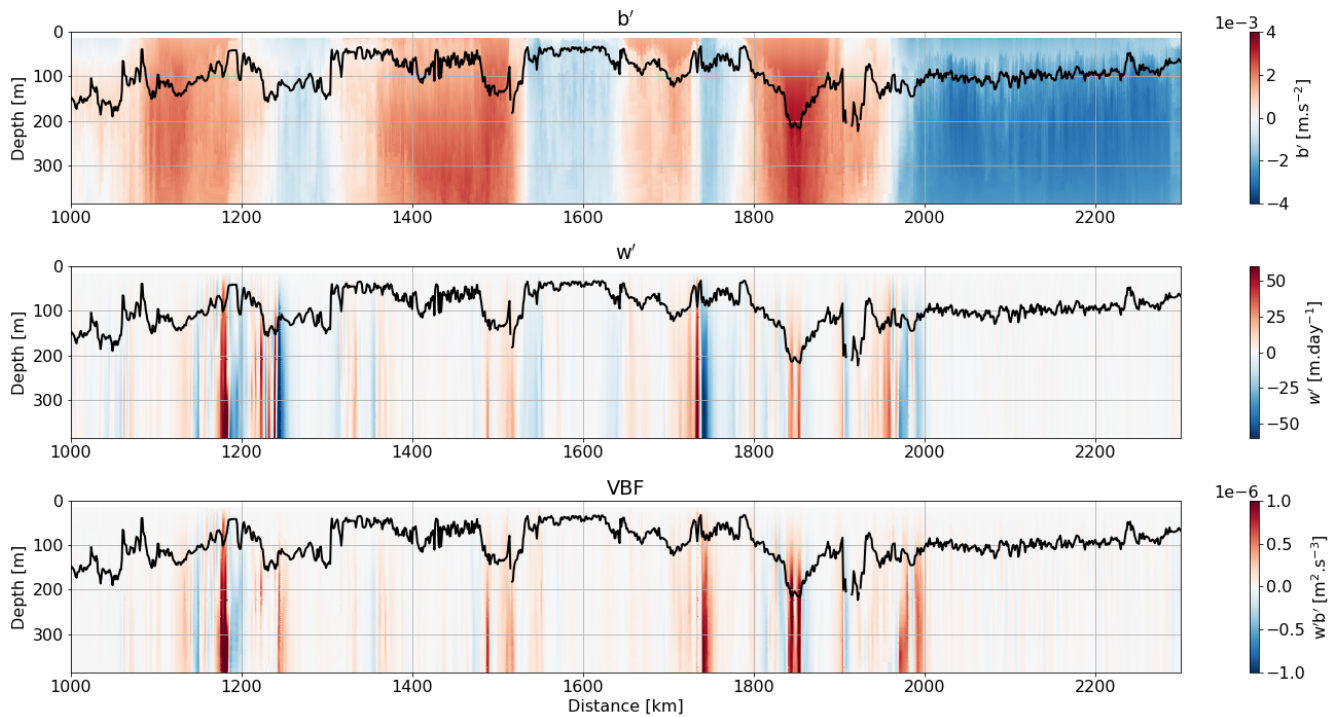 b′
1e−3
0
100
200
300
Depth [m]
1000 1200 1400 1600 1800 2000 2200
4
2
0
−2
−4
b′ [m.s⁻²]
w′
0
100
200
300
Depth [m]
1000 1200 1400 1600 1800 2000 2200
50
25
0
−25
−50
w′ [m.day⁻¹]
VBF
1e−6
0
100
200
300
Depth [m]
1000 1200 1400 1600 1800 2000 2200
Distance [km]
1.0
0.5
0.0
−0.5
−1.0
w′b′ [m².s⁻³]